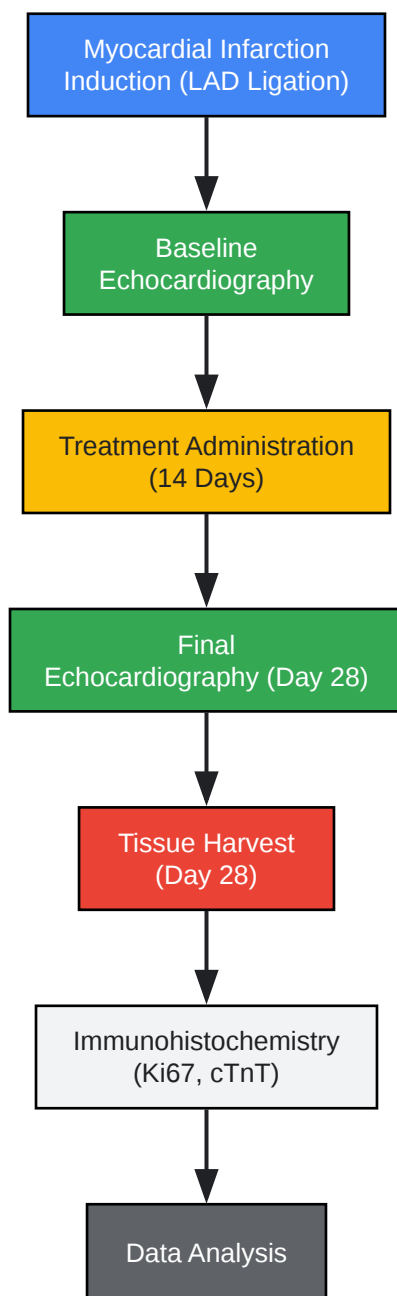 Myocardial Infarction
Induction (LAD Ligation)
Baseline
Echocardiography
Treatment Administration
(14 Days)
Final
Echocardiography (Day 28)
Tissue Harvest
(Day 28)
Immunohistochemistry
(Ki67, cTnT)
Data Analysis